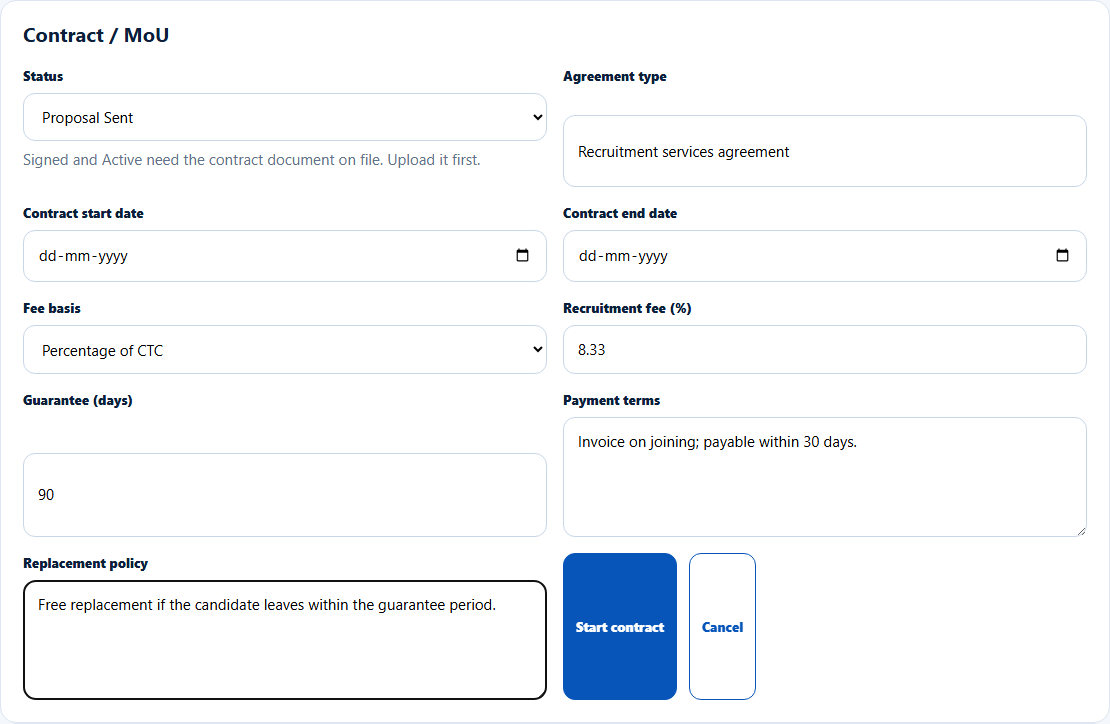 Contract / MoU
Status
Agreement type
Proposal Sent
Recruitment services agreement
Signed and Active need the contract document on file. Upload it first.
Contract start date
Contract end date
dd-mm-yyyy
dd-mm-yyyy
Fee basis
Recruitment fee (%)
Percentage of CTC
8.33
Guarantee (days)
Payment terms
90
Invoice on joining; payable within 30 days.
Replacement policy
Free replacement if the candidate leaves within the guarantee period.
Start contract
Cancel